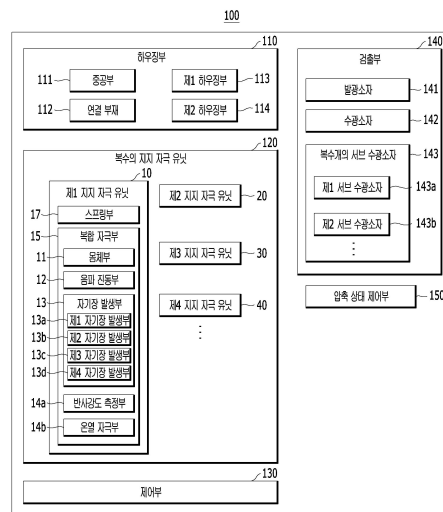 100
110
하우징부
111
중공부
제1 하우징부
113
112
연결 부재
제2 하우징부
114
140
검출부
발광소자
141
수광소자
142
복수개의 서브 수광소자
143
제1 서브 수광소자
143a
제2 서브 수광소자
143b
120
복수의 지지 자극 유닛
10
제1 지지 자극 유닛
17
스프링부
15
복합 자극부
11
몸체부
12
음파 진동부
13
자기장 발생부
13a
제1 자기장 발생부
13b
제2 자기장 발생부
13c
제3 자기장 발생부
13d
제4 자기장 발생부
14a
반사강도 측정부
14b
온열 자극부
제2 지지 자극 유닛
20
제3 지지 자극 유닛
30
제4 지지 자극 유닛
40
압축 상태 제어부
150
130
제어부